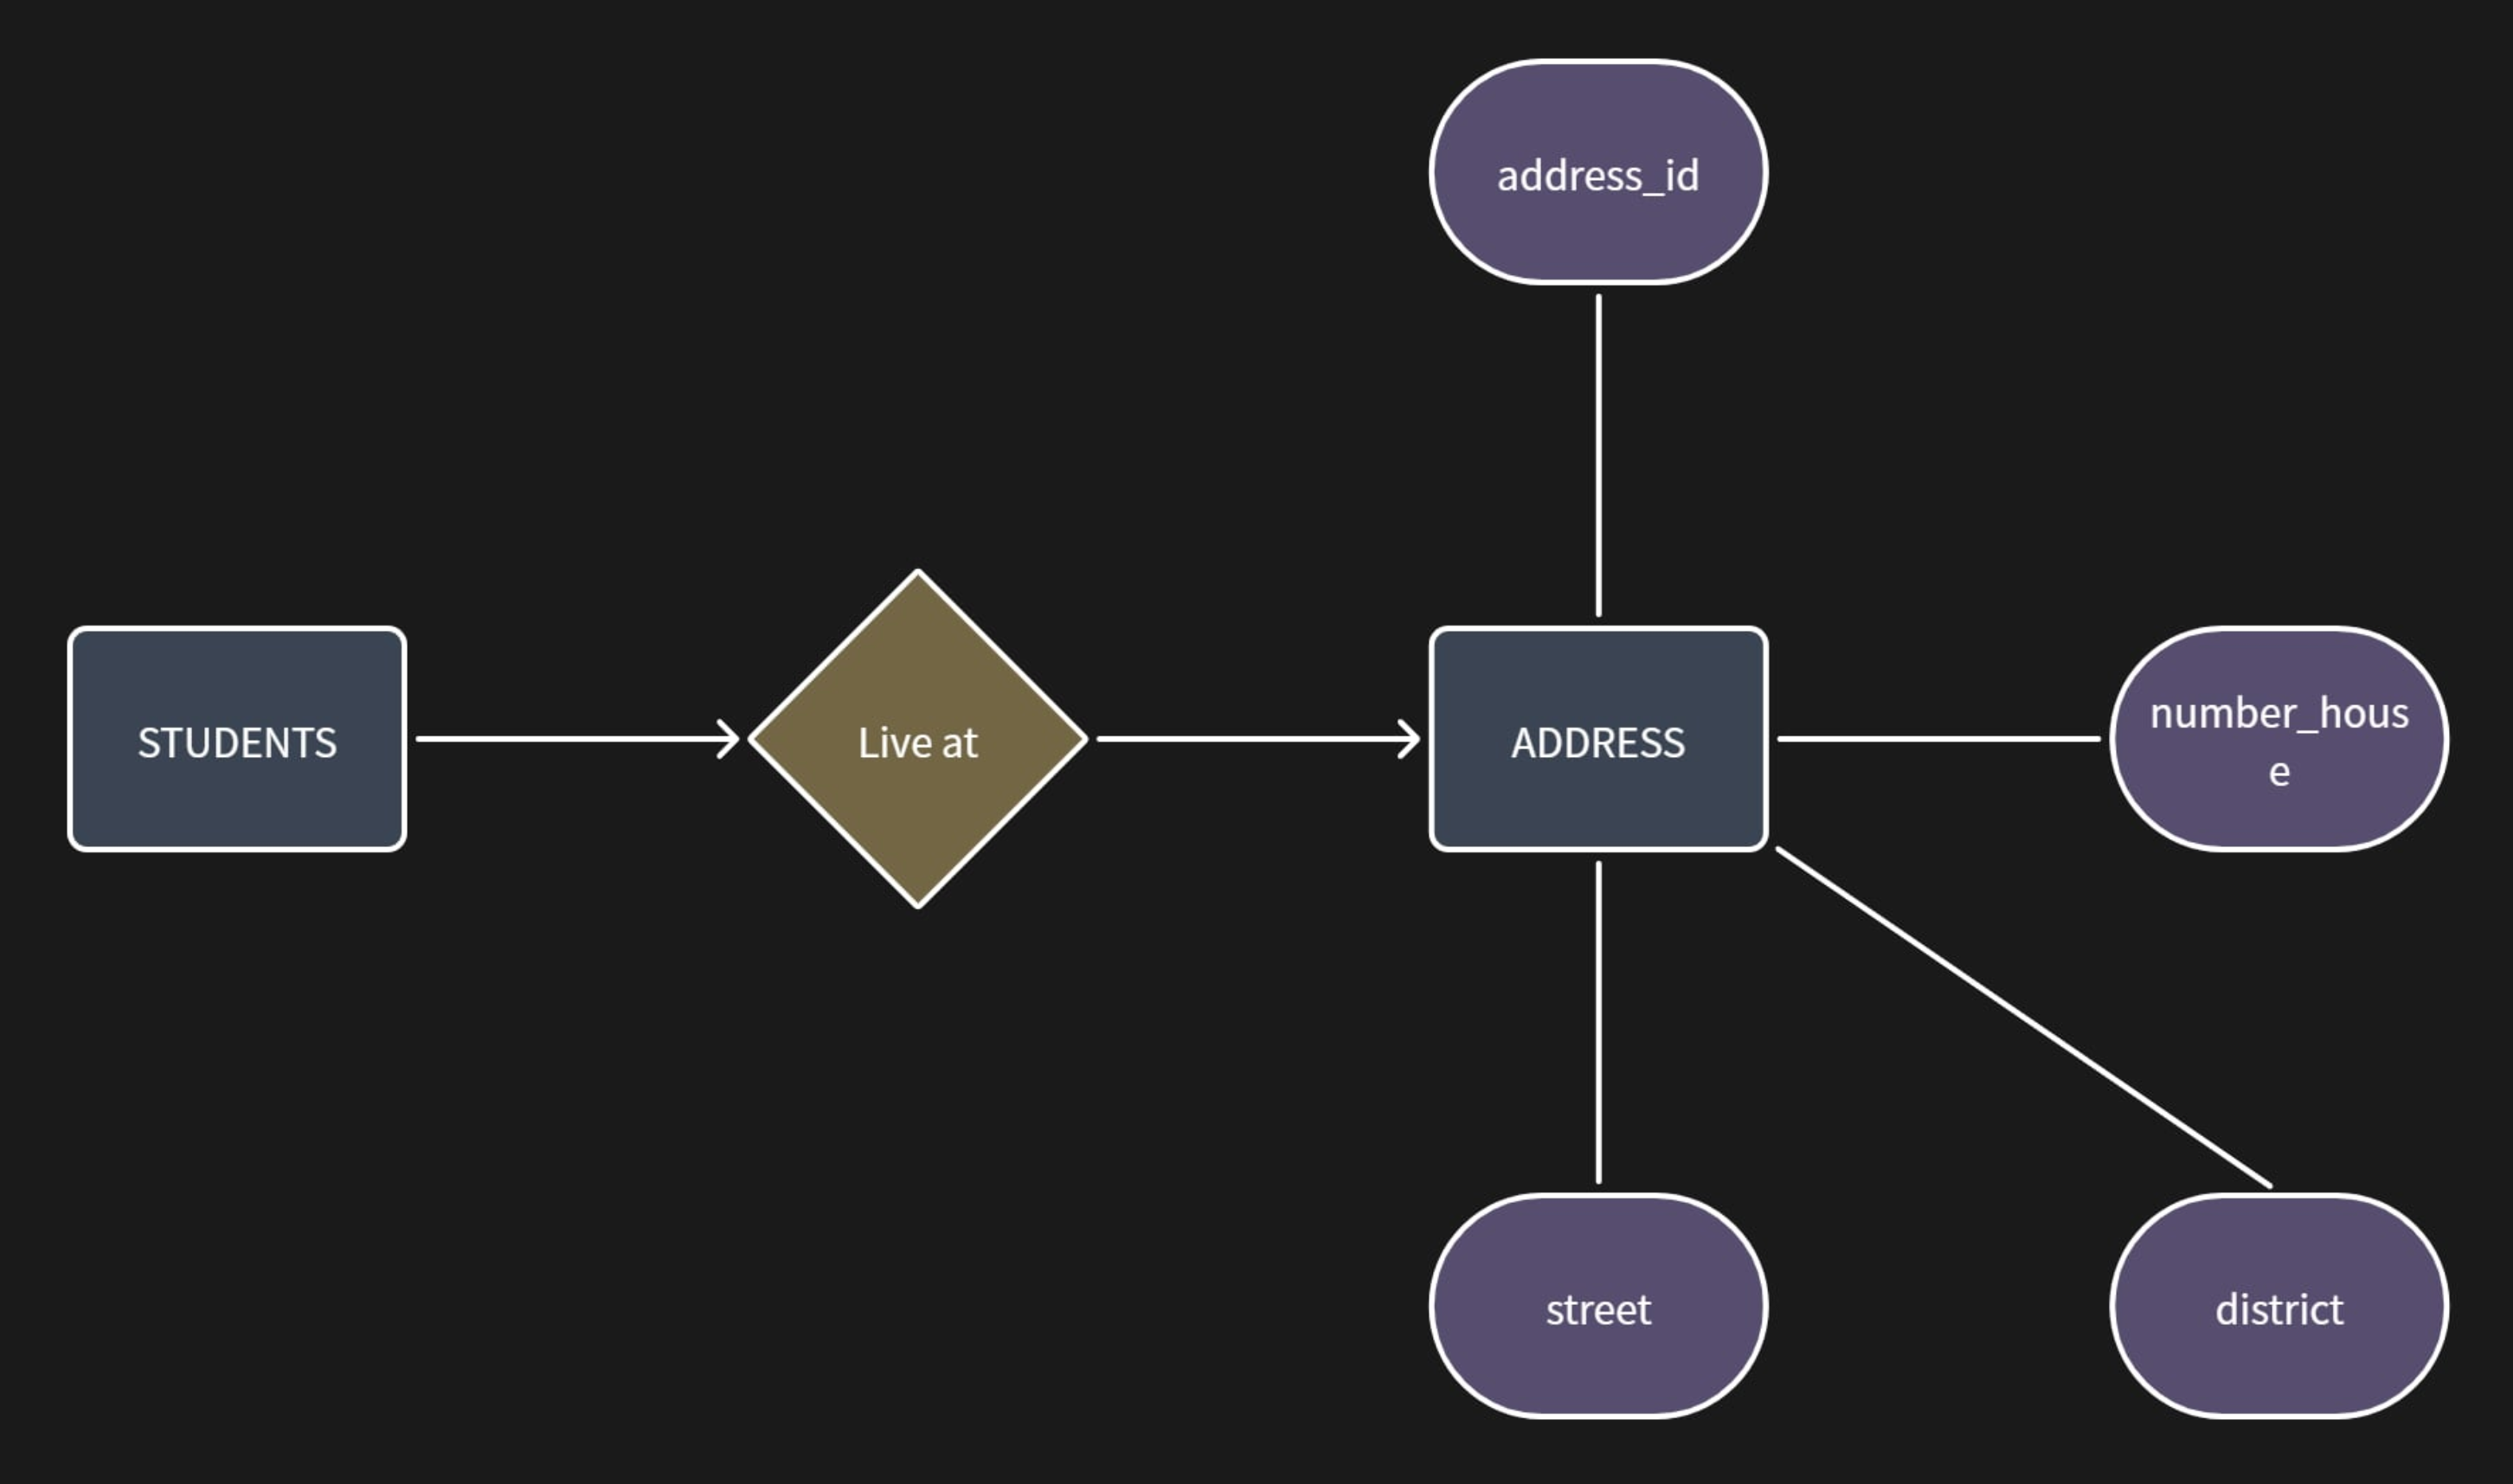 address_id
STUDENTS
Live at
ADDRESS
number_hous
e
street
district